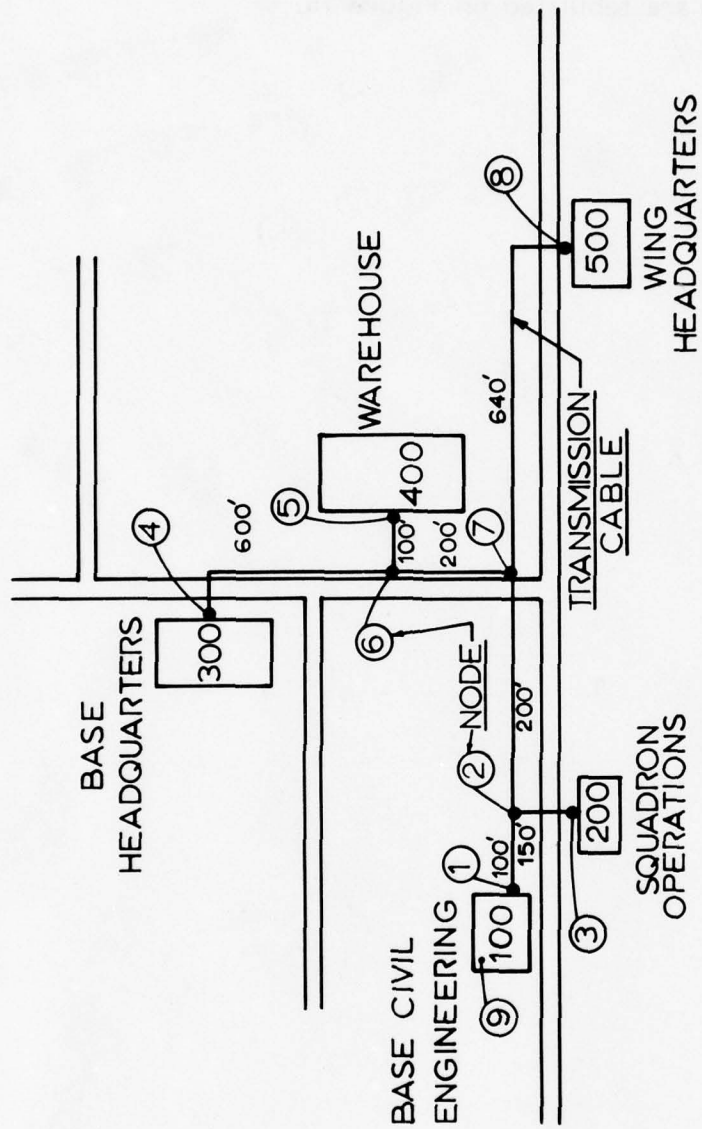 BASE
HEADQUARTERS
300
4
600'
WAREHOUSE
400
5
100'
200'
6
7
BASE CIVIL
ENGINEERING
9
100
1
100'
150'
2
NODE
200'
640'
8
TRANSMISSION
CABLE
3
200
SQUADRON
OPERATIONS
500
WING
HEADQUARTERS